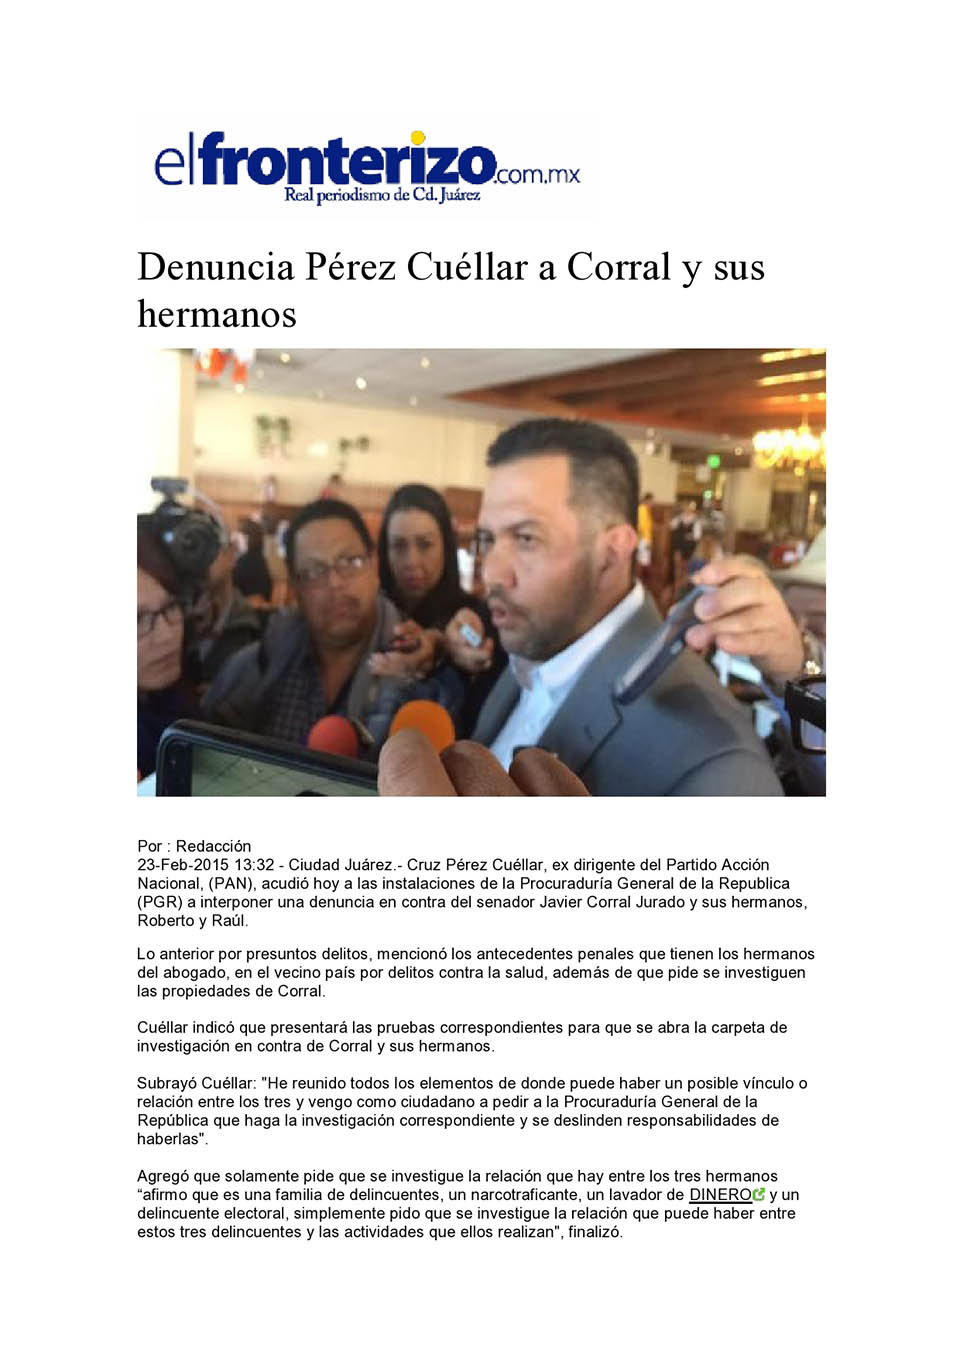 elfronterizo.com.mx
Real periodismo de Cd. Juárez
Denuncia Pérez Cuéllar a Corral y sus
hermanos
Por : Redacción
23-Feb-2015 13:32 - Ciudad Juárez.- Cruz Pérez Cuéllar, ex dirigente del Partido Acción
Nacional, (PAN), acudió hoy a las instalaciones de la Procuraduría General de la Republica
(PGR) a interponer una denuncia en contra del senador Javier Corral Jurado y sus hermanos,
Roberto y Raúl.
Lo anterior por presuntos delitos, mencionó los antecedentes penales que tienen los hermanos
del abogado, en el vecino país por delitos contra la salud, además de que pide se investiguen
las propiedades de Corral.
Cuéllar indicó que presentará las pruebas correspondientes para que se abra la carpeta de
investigación en contra de Corral y sus hermanos.
Subrayó Cuéllar: "He reunido todos los elementos de donde puede haber un posible vínculo o
relación entre los tres y vengo como ciudadano a pedir a la Procuraduría General de la
República que haga la investigación correspondiente y se deslinden responsabilidades de
haberlas".
Agregó que solamente pide que se investigue la relación que hay entre los tres hermanos
“afirmo que es una familia de delincuentes, un narcotraficante, un lavador de DINERO y un
delincuente electoral, simplemente pido que se investigue la relación que puede haber entre
estos tres delincuentes y las actividades que ellos realizan", finalizó.